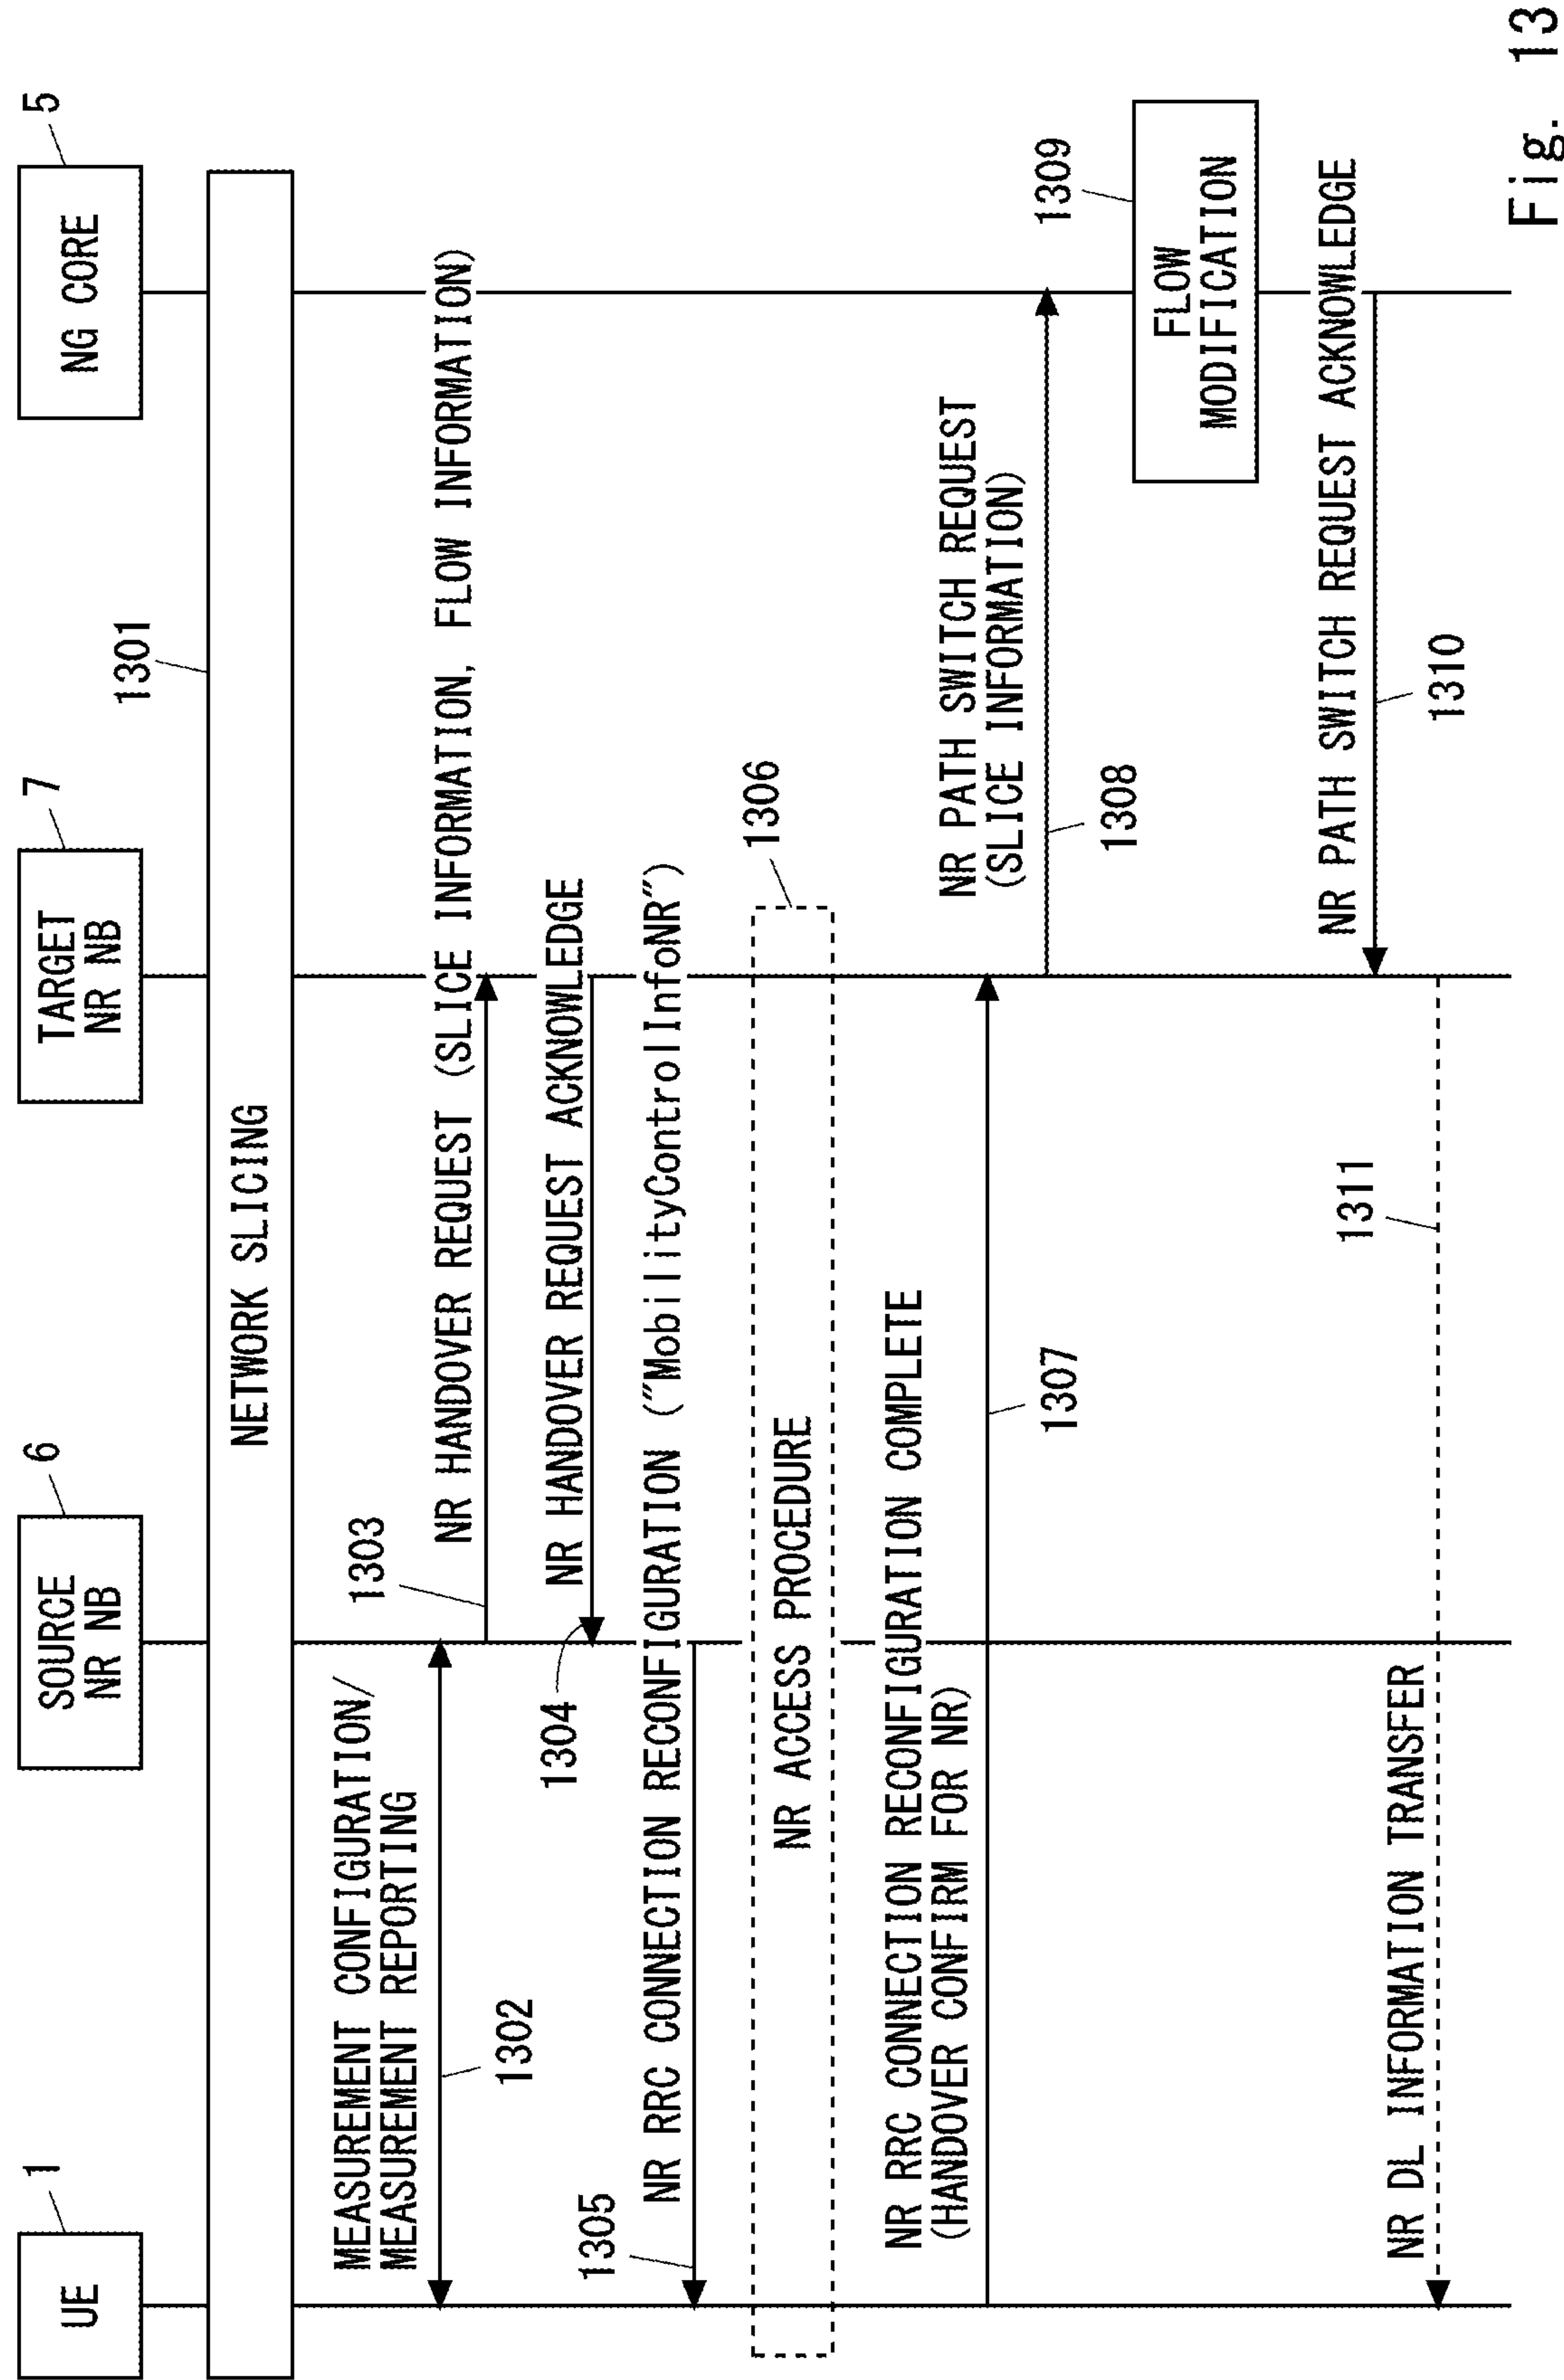 UE
1
SOURCE
NR NB
6
TARGET
NR NB
7
NG CORE
5
NETWORK SLICING
1301
MEASUREMENT CONFIGURATION/
MEASUREMENT REPORTING
1302
1303
NR HANDOVER REQUEST (SLICE INFORMATION, FLOW INFORMATION)
NR HANDOVER REQUEST ACKNOWLEDGE
1304
NR RRC CONNECTION RECONFIGURATION ("MobilityControlInfoNR")
1305
NR ACCESS PROCEDURE
1306
NR RRC CONNECTION RECONFIGURATION COMPLETE
(HANDOVER CONFIRM FOR NR)
1307
NR PATH SWITCH REQUEST
(SLICE INFORMATION)
1308
FLOW
MODIFICATION
1309
NR PATH SWITCH REQUEST ACKNOWLEDGE
1310
NR DL INFORMATION TRANSFER
1311
Fig. 13